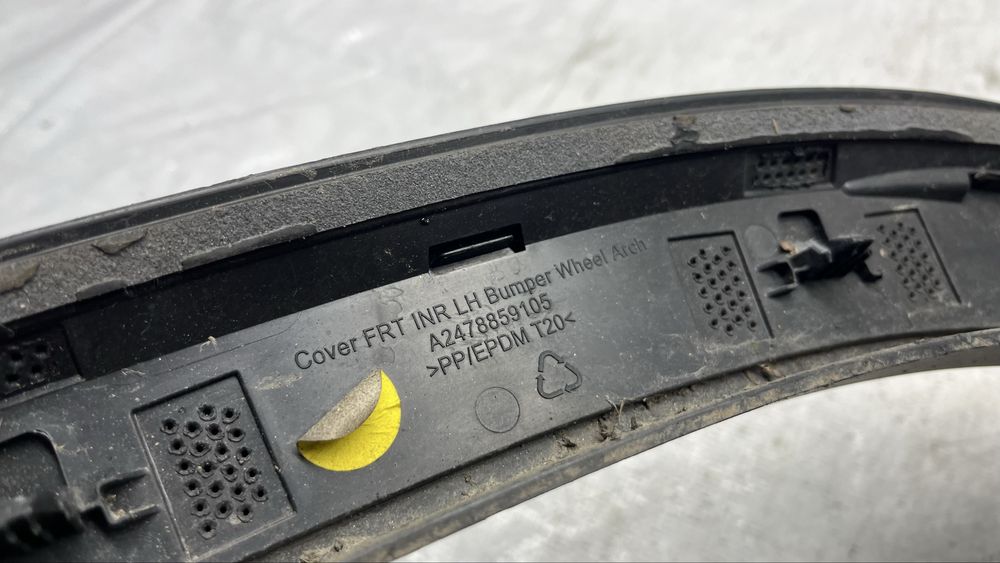 Cover FRT INR LH Bumper Wheel Arch
A2478859105
>PP/EPDM T20<